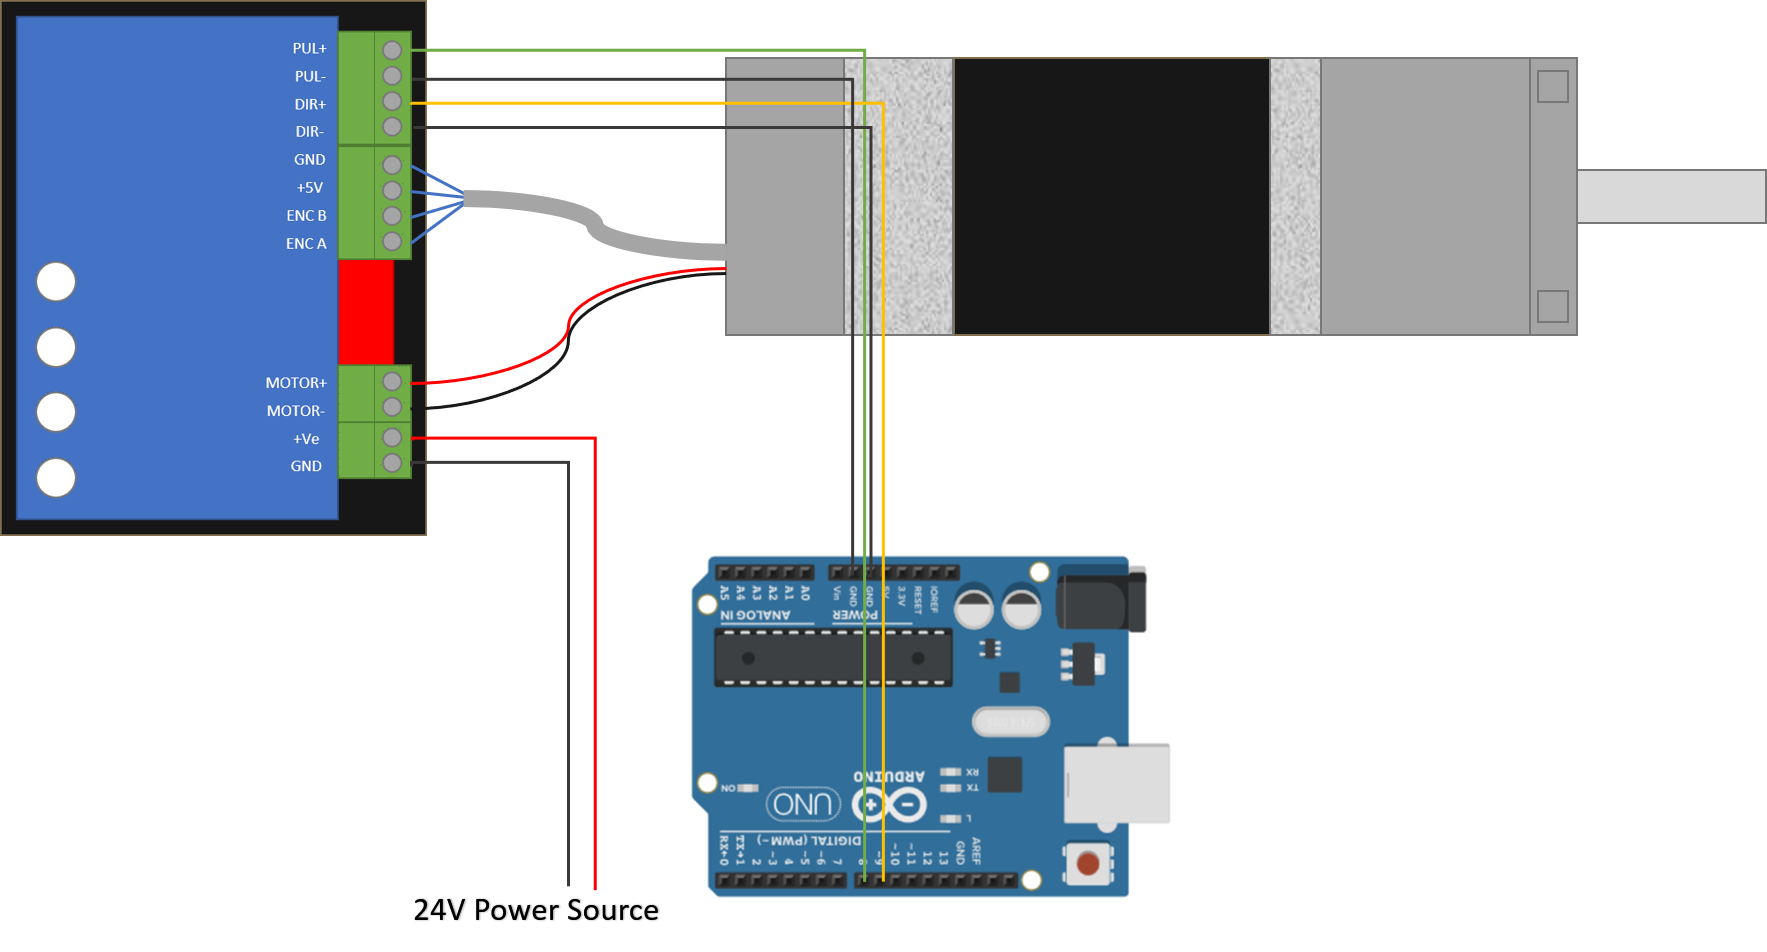 PUL+
PUL-
DIR+
DIR-
GND
+5V
ENC B
ENC A
MOTOR+
MOTOR-
+Ve
GND
A5
A4
A3
A2
A1
A0
Vin
GND
GND
5V
3.3V
RESET
IOREF
ANALOG IN
POWER
RX
TX
L
ON
UNO
ARDUINO
DIGITAL (PWM~)
RX←0
TX→1
2
~3
4
~5
~6
7
8
~9
~10
~11
12
13
GND
AREF
24V Power Source